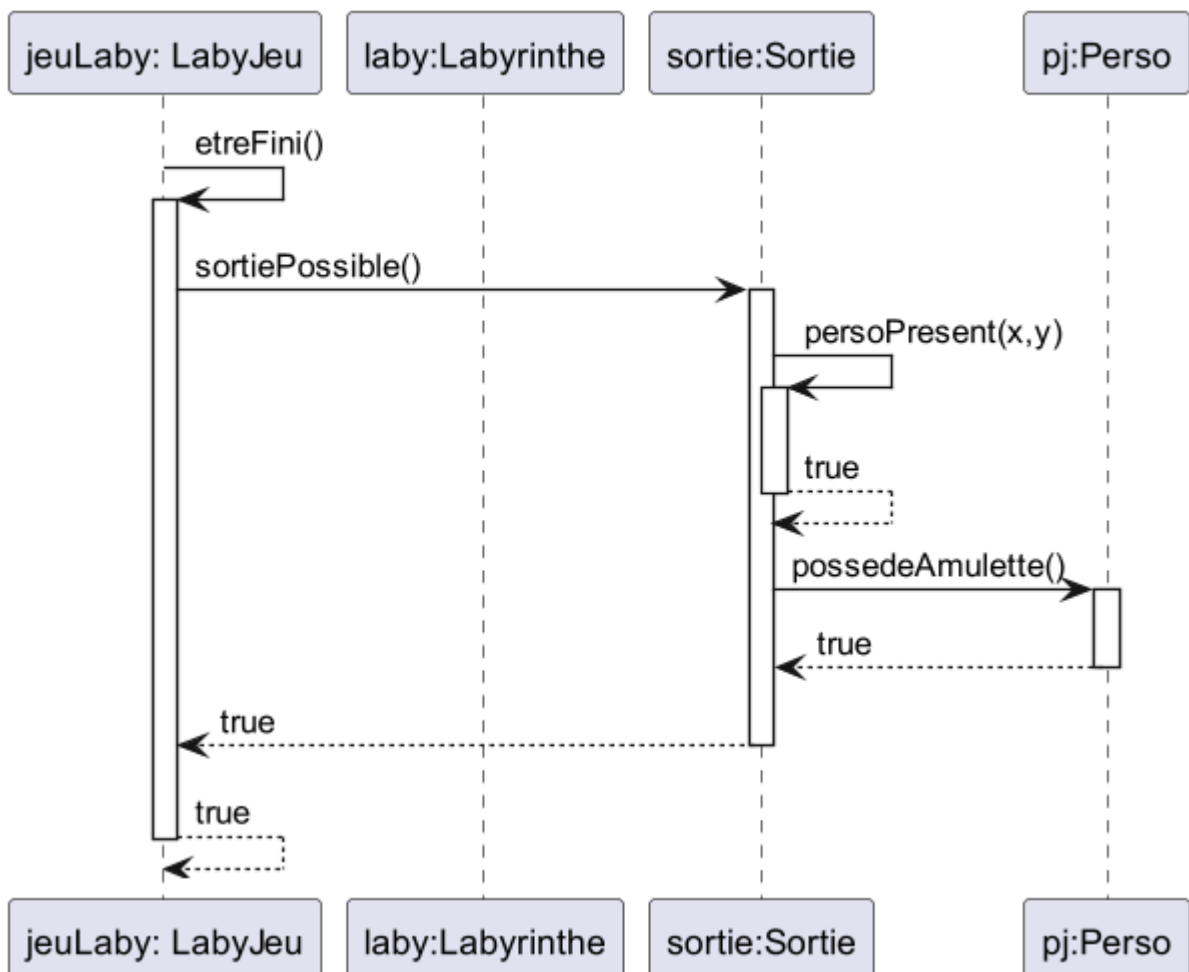 jeuLaby: LabyJeu
laby:Labyrinthe
sortie:Sortie
pj:Perso
etreFini()
sortiePossible()
persoPresent(x,y)
true
possedeAmulette()
true
true
true
jeuLaby: LabyJeu
laby:Labyrinthe
sortie:Sortie
pj:Perso